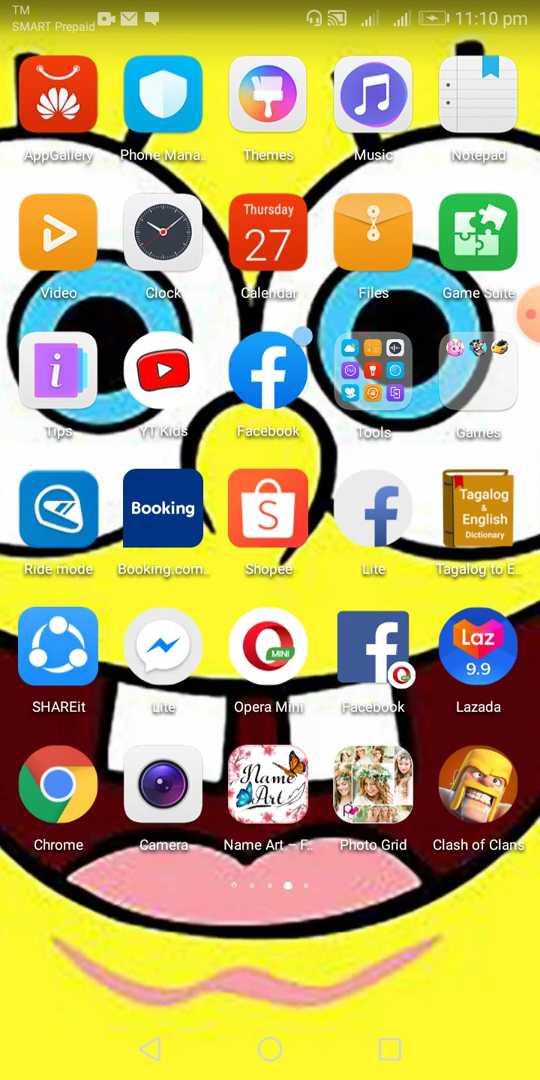 TM
SMART Prepaid
11:10 pm
AppGallery
Phone Mana..
Themes
Music
Notepad
Thursday
27
Video
Clock
Calendar
Files
Game Suite
i
Tips
YT Kids
f
Facebook
Tools
Games
Booking
S
f
Tagalog
&
English
Dictionary
Ride mode
Booking.com..
Shopee
Lite
Tagalog to E..
MINI
f
Laz
9.9
SHAREit
Lite
Opera Mini
Facebook
Lazada
Name
Art
Chrome
Camera
Name Art – F..
Photo Grid
Clash of Clans